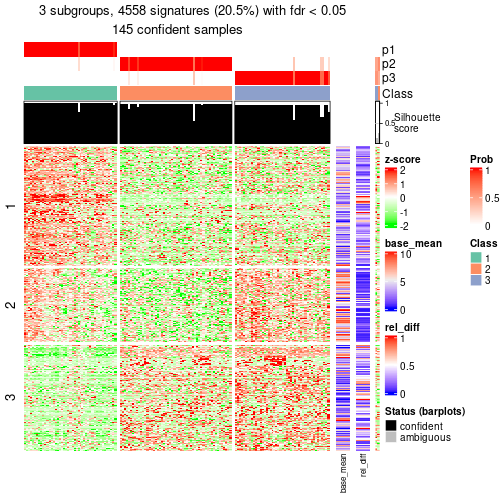 3 subgroups, 4558 signatures (20.5%) with fdr < 0.05
145 confident samples
p1
p2
p3
Class
1
0.5
0
Silhouette
score
1
2
3
base_mean
rel_diff
z-score
2
1
0
-1
-2
base_mean
10
5
0
rel_diff
1
0.5
0
Status (barplots)
confident
ambiguous
Prob
1
0.5
0
Class
1
2
3